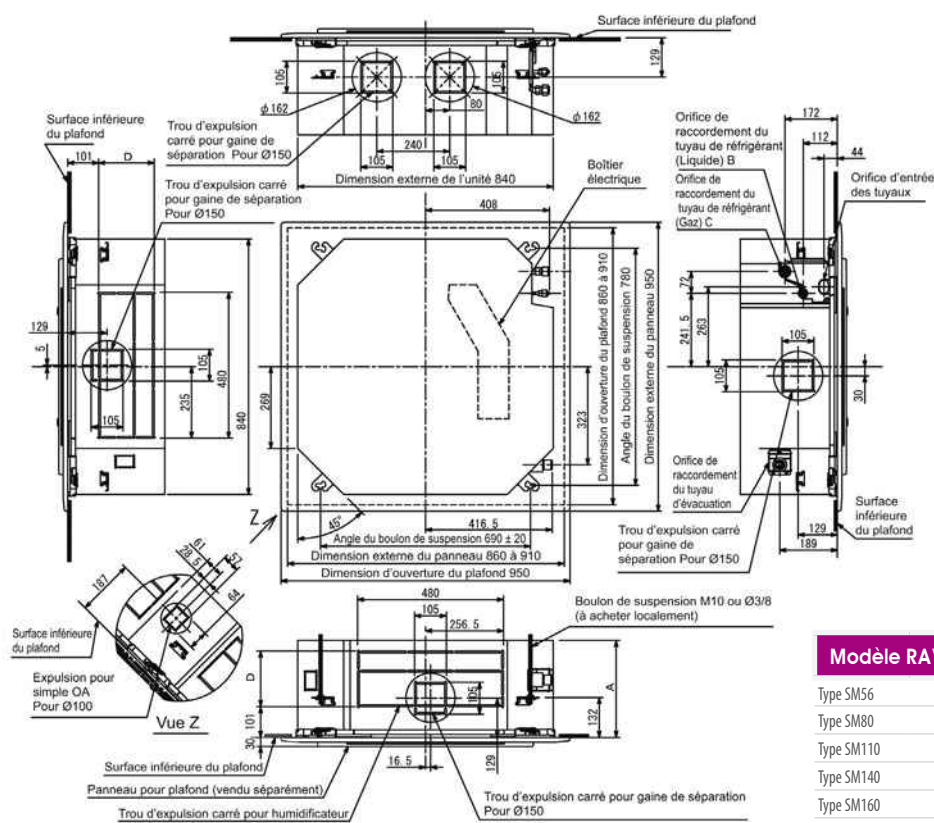 Surface inférieure du plafond
129
105
105
φ162
80
φ162
240
105
105
Dimension externe de l'unité 840
Trou d'expulsion
carré pour gaine de
séparation Pour Ø150
Surface inférieure
du plafond
101
D
Trou d'expulsion carré
pour gaine de séparation
Pour Ø150
129
5
105
105
480
235
840
Boîtier
électrique
408
269
323
Dimension d'ouverture du plafond 860 à 910
Angle du boulon de suspension 780
Dimension externe du panneau 950
Z
45°
416.5
Angle du boulon de suspension 690 ± 20
Dimension externe du panneau 860 à 910
Dimension d'ouverture du plafond 950
Orifice de
raccordement du
tuyau de réfrigérant
(Liquide) B
Orifice de
raccordement du
tuyau de réfrigérant
(Gaz) C
172
112
44
Orifice d'entrée
des tuyaux
72
241.5
263
105
105
30
Orifice de
raccordement
du tuyau
d'évacuation
Trou d'expulsion carré
pour gaine de
séparation Pour Ø150
129
189
Surface
inférieure
du plafond
187
61
28.5
57
64
Surface inférieure
du plafond
Expulsion pour
simple OA
Pour Ø100
Vue Z
480
105
256.5
Boulon de suspension M10 ou Ø3/8
(à acheter localement)
D
101
30
105
A
132
16.5
129
Surface inférieure du plafond
Panneau pour plafond (vendu séparément)
Trou d'expulsion carré pour humidificateur
Trou d'expulsion carré pour gaine de séparation
Pour Ø150
Modèle RAV
Type SM56
Type SM80
Type SM110
Type SM140
Type SM160